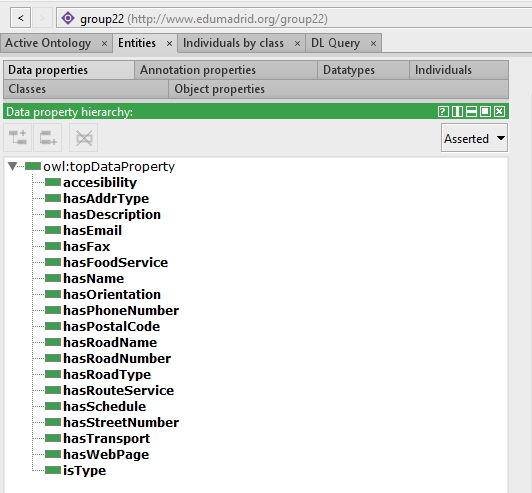 < > group22 (http://www.edumadrid.org/group22)
Active Ontology × Entities × Individuals by class × DL Query ×
Data properties Annotation properties Datatypes Individuals
Classes Object properties
Data property hierarchy:
Asserted
owl:topDataProperty
accesibility
hasAddrType
hasDescription
hasEmail
hasFax
hasFoodService
hasName
hasOrientation
hasPhoneNumber
hasPostalCode
hasRoadName
hasRoadNumber
hasRoadType
hasRouteService
hasSchedule
hasStreetNumber
hasTransport
hasWebPage
isType